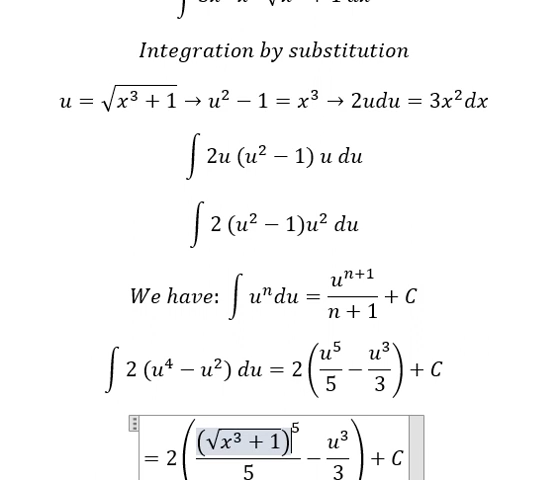 Integration by substitution
u = √(x³ + 1) → u² − 1 = x³ → 2udu = 3x²dx
∫ 2u (u² − 1) u du
∫ 2 (u² − 1)u² du
We have: ∫ uⁿdu = uⁿ⁺¹/(n + 1) + C
∫ 2 (u⁴ − u²) du = 2(u⁵/5 − u³/3) + C
= 2((√(x³ + 1))⁵/5 − u³/3) + C